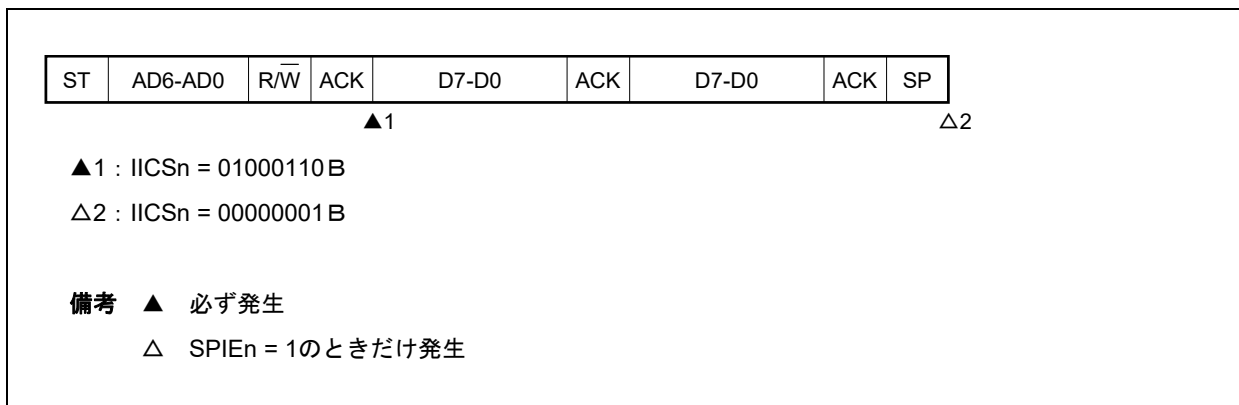 ST AD6-AD0 R/W̅ ACK D7-D0 ACK D7-D0 ACK SP
▲1 △2
▲1：IICSn = 01000110B
△2：IICSn = 00000001B
備考 ▲ 必ず発生
△ SPIEn = 1のときだけ発生